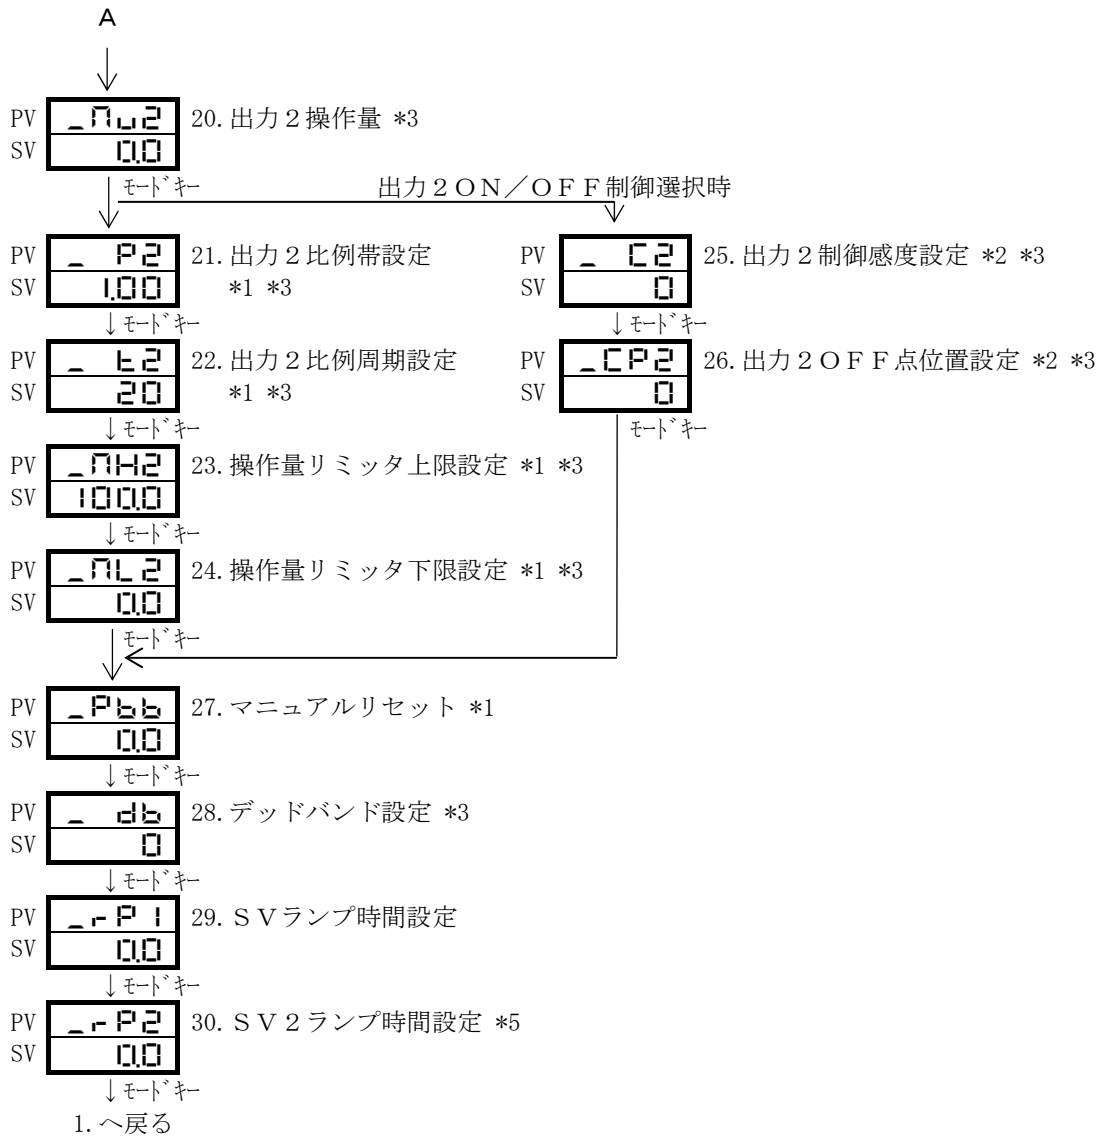 A
PV _ Mv2 20.出力２操作量 *3
SV 0.0
ﾓｰﾄﾞｷｰ 出力２ＯＮ／ＯＦＦ制御選択時
PV _ P2 21.出力２比例帯設定
SV 1.00 *1 *3
PV _ C2 25.出力２制御感度設定 *2 *3
SV 0
↓ﾓｰﾄﾞｷｰ ↓ﾓｰﾄﾞｷｰ
PV _ t2 22.出力２比例周期設定
SV 20 *1 *3
PV _CP2 26.出力２ＯＦＦ点位置設定 *2 *3
SV 0
↓ﾓｰﾄﾞｷｰ ﾓｰﾄﾞｷｰ
PV _MH2 23.操作量リミッタ上限設定 *1 *3
SV 100.0
↓ﾓｰﾄﾞｷｰ
PV _ML2 24.操作量リミッタ下限設定 *1 *3
SV 0.0
ﾓｰﾄﾞｷｰ
PV _Pbb 27.マニュアルリセット *1
SV 0.0
↓ﾓｰﾄﾞｷｰ
PV _ db 28.デッドバンド設定 *3
SV 0
↓ﾓｰﾄﾞｷｰ
PV _rP1 29.ＳＶランプ時間設定
SV 0.0
↓ﾓｰﾄﾞｷｰ
PV _rP2 30.ＳＶ２ランプ時間設定 *5
SV 0.0
↓ﾓｰﾄﾞｷｰ
1.へ戻る